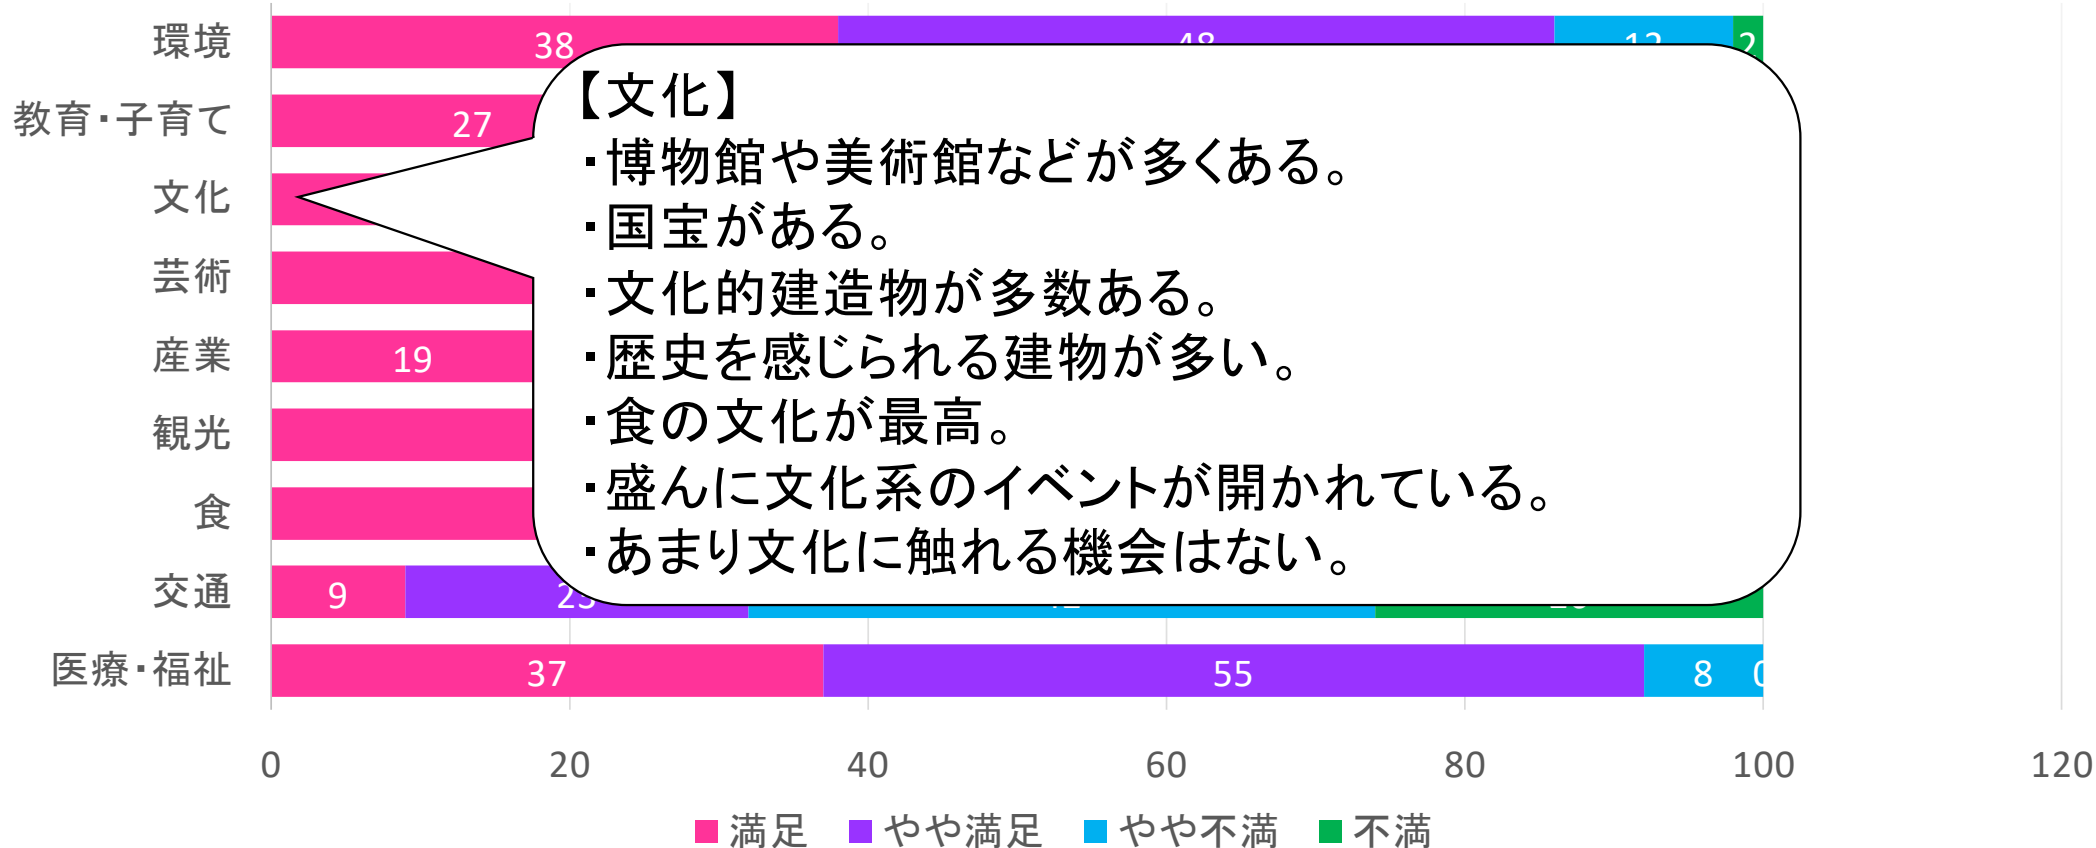 環境 38 48 12 2
教育・子育て 27
文化
芸術
産業 19
観光
食
交通 9 23
医療・福祉 37 55 8 0
【文化】
・博物館や美術館などが多くある。
・国宝がある。
・文化的建造物が多数ある。
・歴史を感じられる建物が多い。
・食の文化が最高。
・盛んに文化系のイベントが開かれている。
・あまり文化に触れる機会はない。
0 20 40 60 80 100 120
満足 やや満足 やや不満 不満